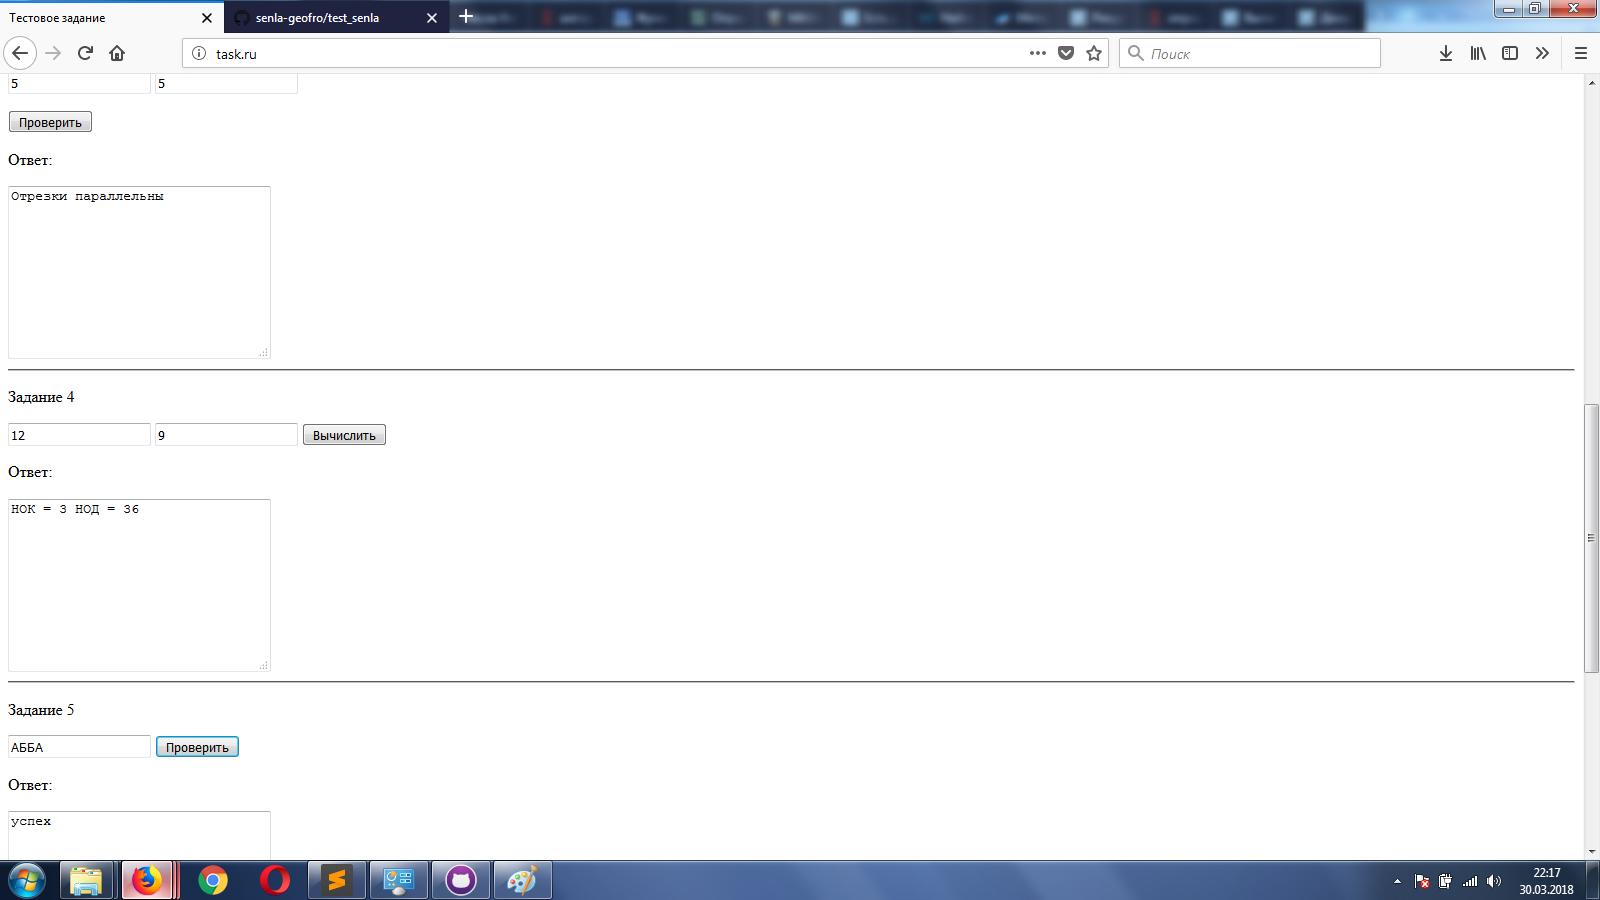 Тестовое задание
senla-geofro/test_senla
task.ru
Поиск
5 5
Проверить
Ответ:
Отрезки параллельны
Задание 4
12 9 Вычислить
Ответ:
НОК = 3 НОД = 36
Задание 5
АББА Проверить
Ответ:
успех
22:17
30.03.2018